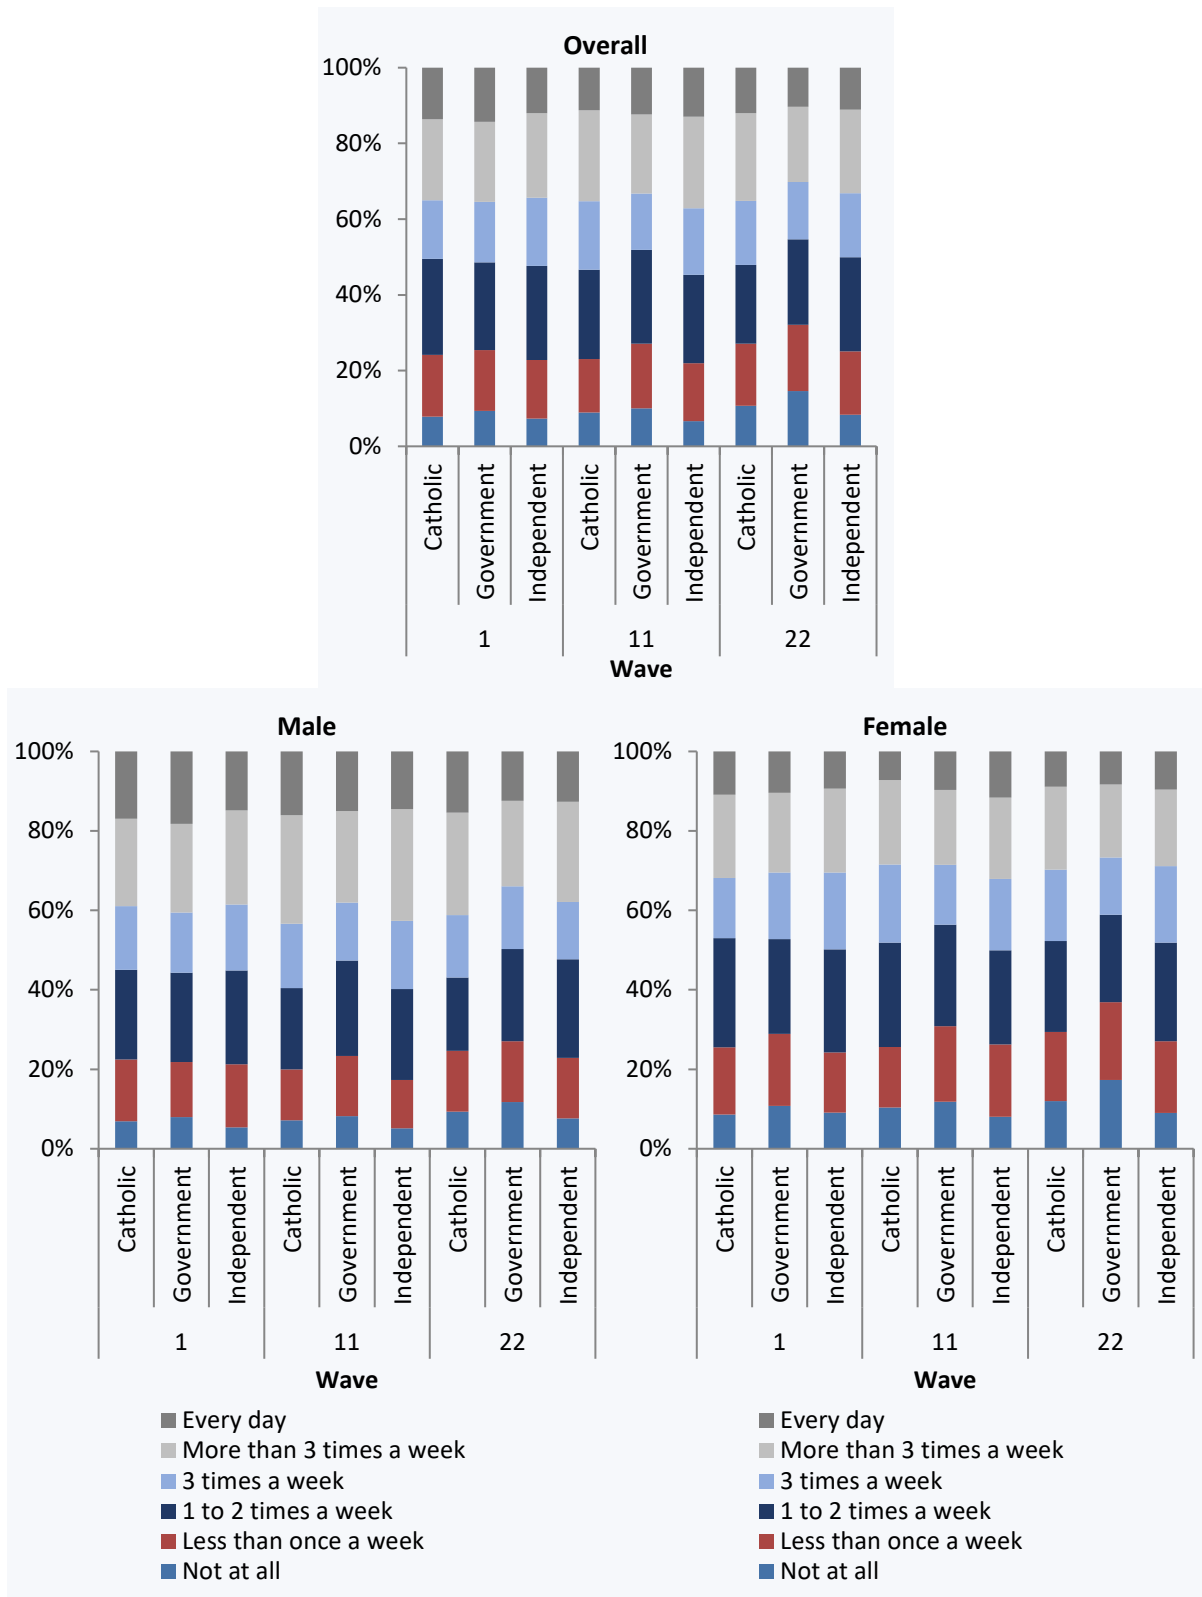 Overall
100%
80%
60%
40%
20%
0%
Catholic
Government
Independent
Catholic
Government
Independent
Catholic
Government
Independent
1 11 22
Wave
Male
100%
80%
60%
40%
20%
0%
Catholic
Government
Independent
Catholic
Government
Independent
Catholic
Government
Independent
1 11 22
Wave
Every day
More than 3 times a week
3 times a week
1 to 2 times a week
Less than once a week
Not at all
Female
100%
80%
60%
40%
20%
0%
Catholic
Government
Independent
Catholic
Government
Independent
Catholic
Government
Independent
1 11 22
Wave
Every day
More than 3 times a week
3 times a week
1 to 2 times a week
Less than once a week
Not at all